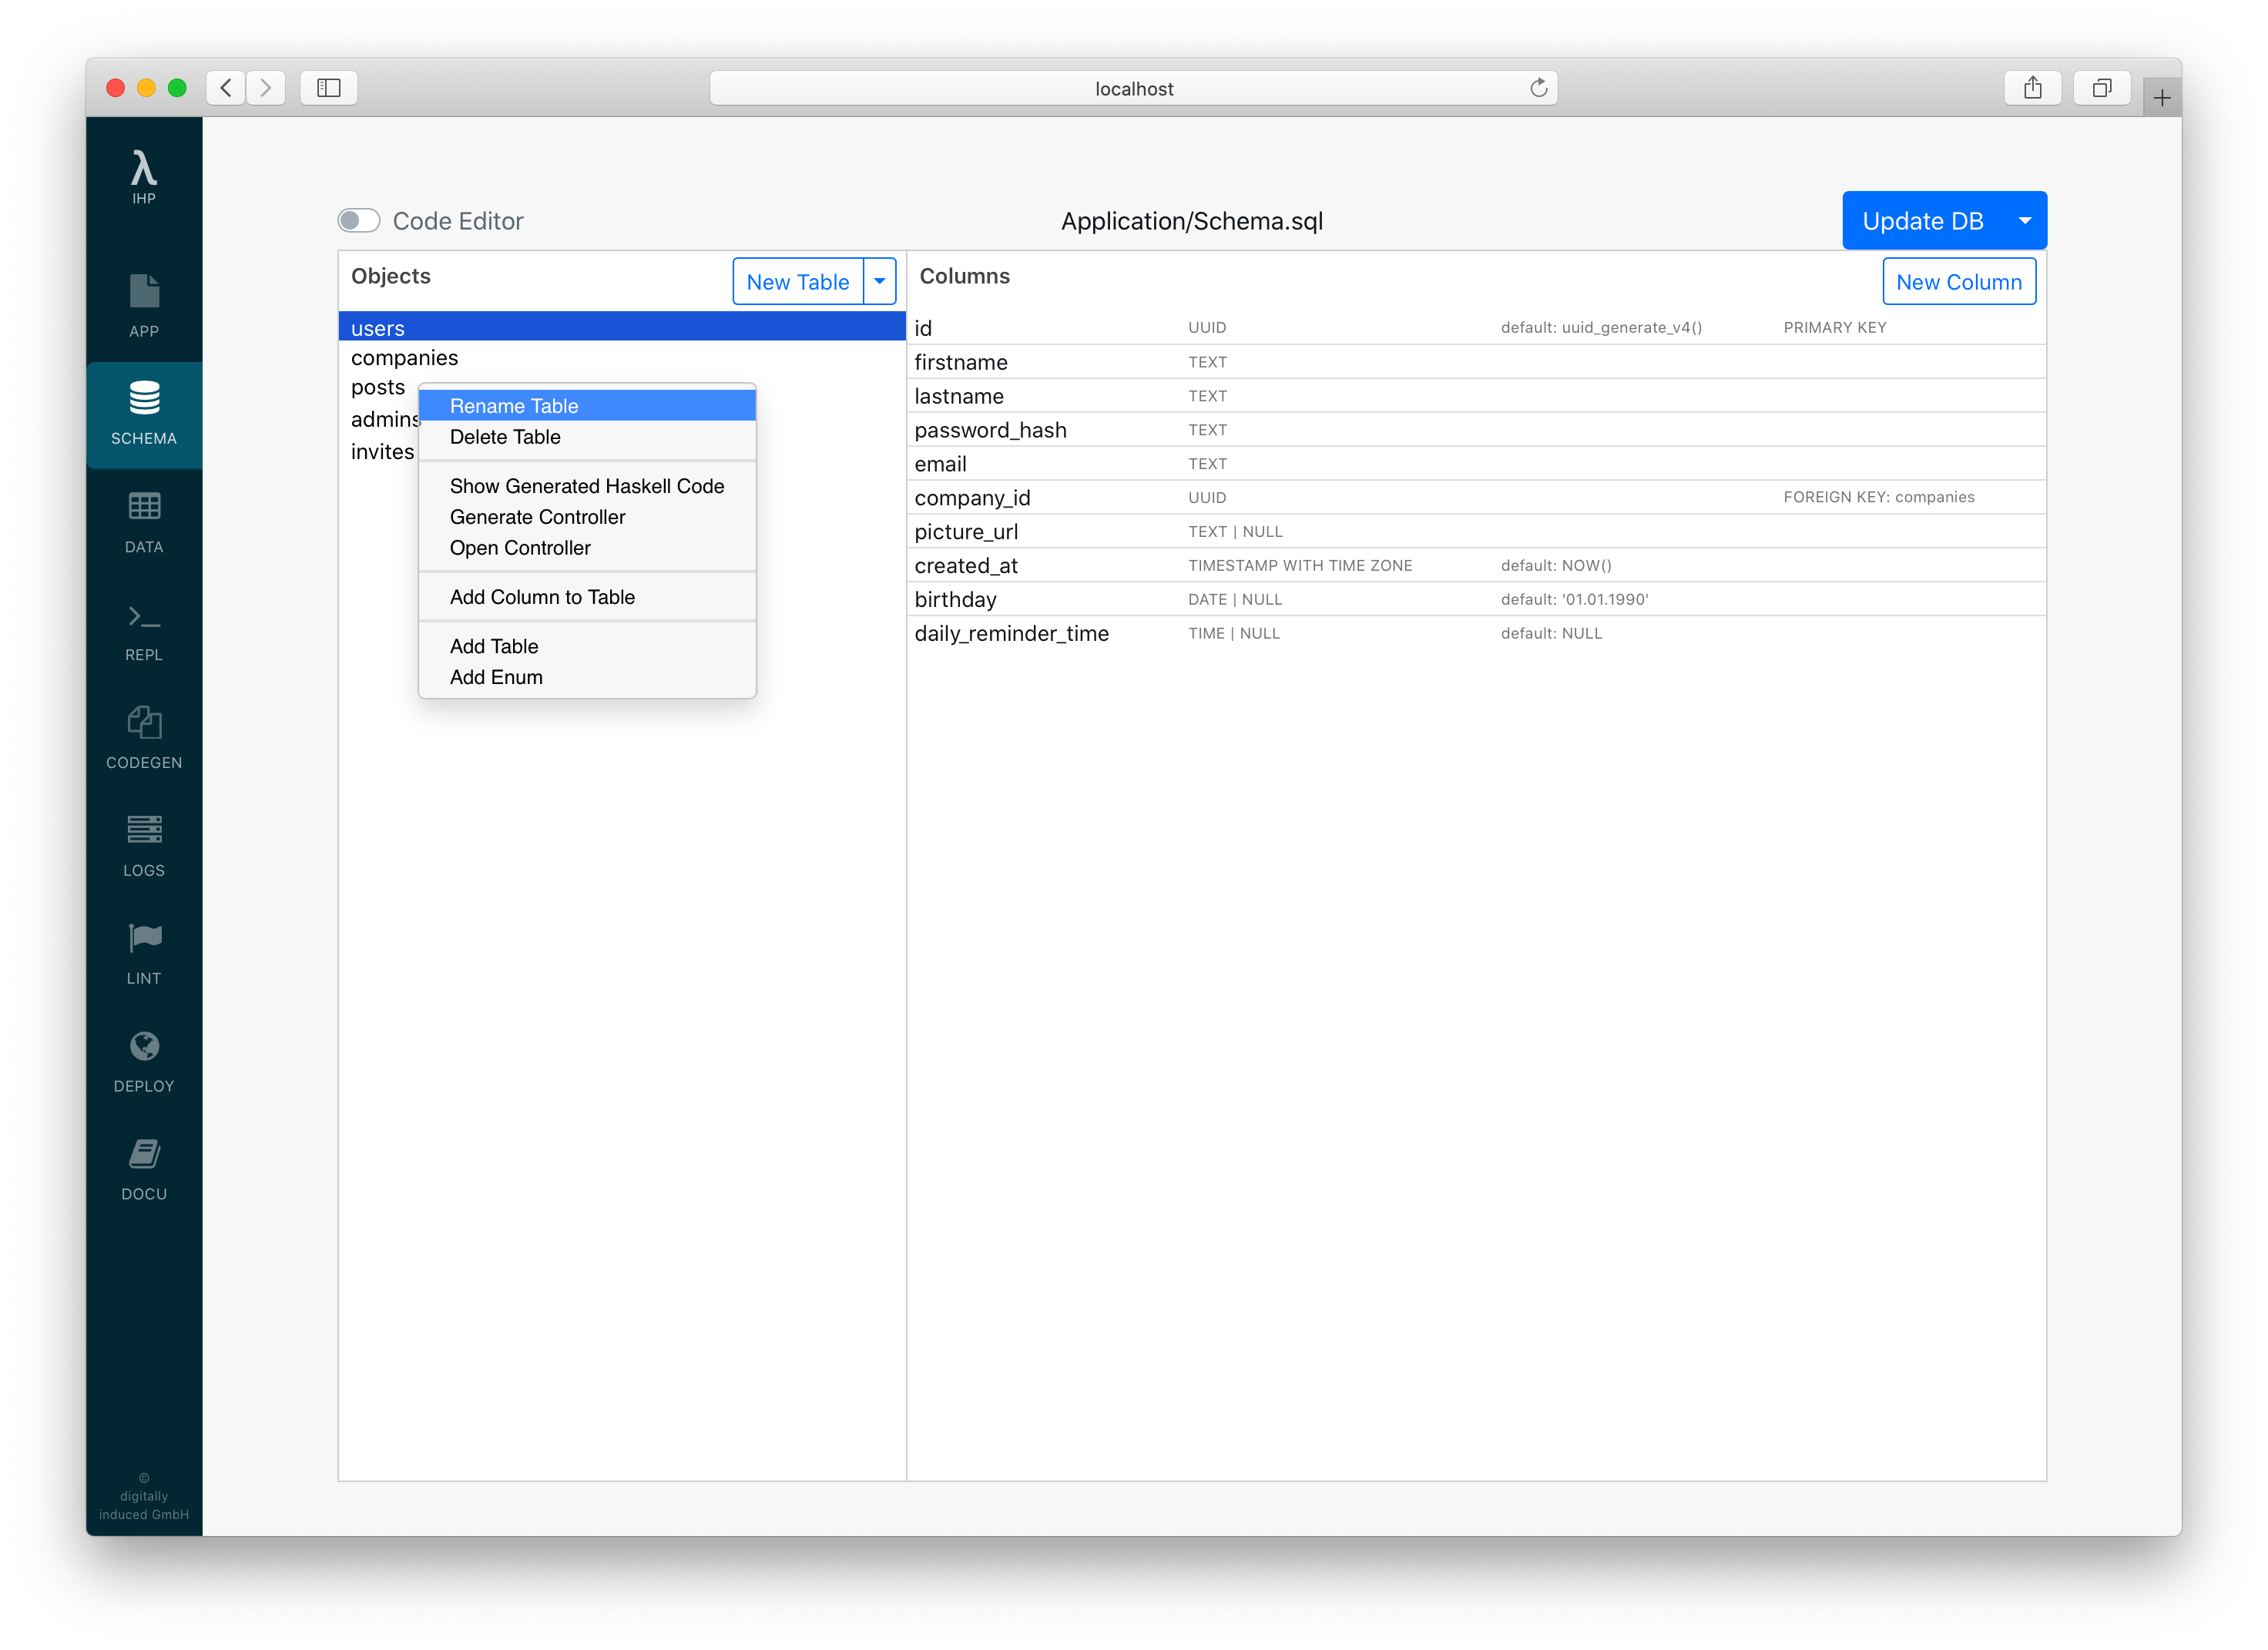 localhost
λ
IHP
APP
SCHEMA
DATA
REPL
CODEGEN
LOGS
LINT
DEPLOY
DOCU
©
digitally
induced GmbH
Code Editor
Application/Schema.sql
Update DB
Objects
New Table
users
companies
posts
admins
invites
Rename Table
Delete Table
Show Generated Haskell Code
Generate Controller
Open Controller
Add Column to Table
Add Table
Add Enum
Columns
New Column
id UUID default: uuid_generate_v4() PRIMARY KEY
firstname TEXT
lastname TEXT
password_hash TEXT
email TEXT
company_id UUID FOREIGN KEY: companies
picture_url TEXT | NULL
created_at TIMESTAMP WITH TIME ZONE default: NOW()
birthday DATE | NULL default: '01.01.1990'
daily_reminder_time TIME | NULL default: NULL